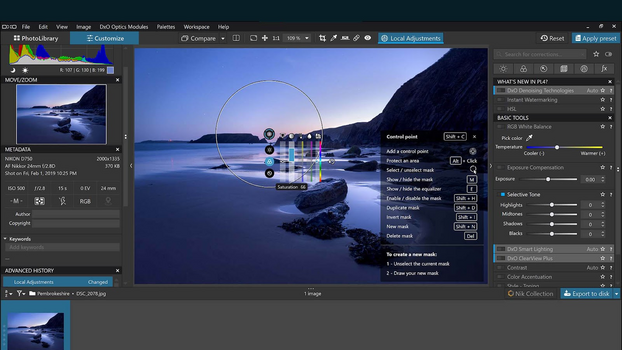 DxO File Edit View Image DxO Optics Modules Palettes Workspace Help
PhotoLibrary Customize Compare 1:1 109 % Local Adjustments Reset Apply preset
R: 107 | G: 130 | B: 199
MOVE/ZOOM
METADATA
NIKON D750 2000x1335
AF Nikkor 24mm f/2.8D
Shot on Fri, Feb 1, 2019 10:15 PM
ISO 500 f/2.8 15 s 0 EV 24 mm
M RGB
Author
Copyright
Keywords
Add keywords
ADVANCED HISTORY
Local Adjustments Changed
Saturation: 66
Control point Shift + C
Add a control point
Protect an area Alt + Click
Select / unselect mask
Show / hide the mask M
Show / hide the equalizer E
Enable / disable the mask Shift + H
Duplicate mask Shift + D
Invert mask Shift + I
New mask Shift + N
Delete mask Del
To create a new mask:
1 - Unselect the current mask
2 - Draw your new mask
Search for corrections
WHAT'S NEW IN PL4?
DxO Denoising Technologies Auto
Instant Watermarking
HSL
BASIC TOOLS
RGB White Balance
Pick color
Temperature
Cooler (-) Warmer (+)
Exposure Compensation
Exposure 0.00
Selective Tone
Highlights 0
Midtones 0
Shadows 0
Blacks 0
DxO Smart Lighting Auto
DxO ClearView Plus
Contrast Auto
Color Accentuation
Style - Toning
Pembrokeshire DSC_2078.jpg 1 image Nik Collection Export to disk